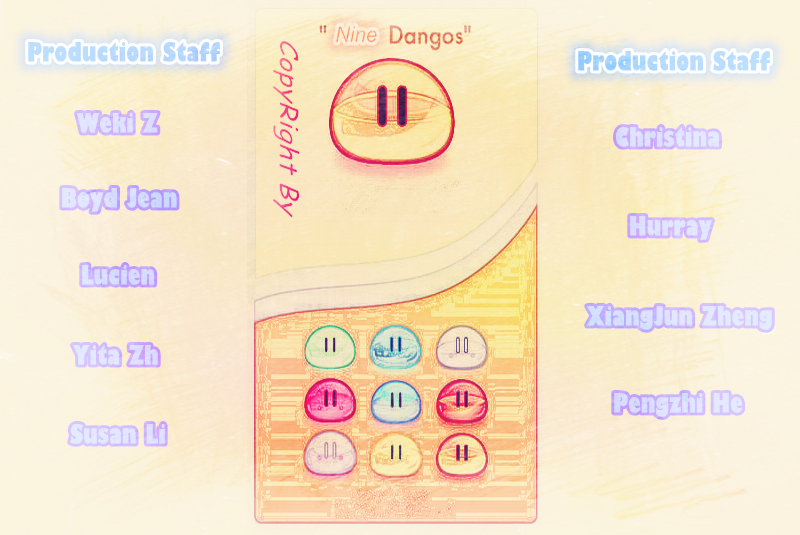 Production Staff
Weki Z
Boyd Jean
Lucien
Yita Zh
Susan Li
" Nine Dangos"
CopyRight By
Production Staff
Christina
Hurray
XiangJun Zheng
Pengzhi He